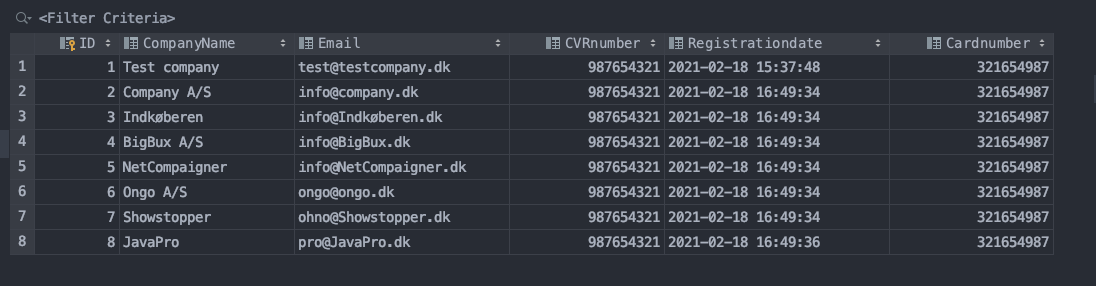 <Filter Criteria>
ID CompanyName Email CVRnumber Registrationdate Cardnumber
1 1 Test company test@testcompany.dk 987654321 2021-02-18 15:37:48 321654987
2 2 Company A/S info@company.dk 987654321 2021-02-18 16:49:34 321654987
3 3 Indkøberen info@Indkøberen.dk 987654321 2021-02-18 16:49:34 321654987
4 4 BigBux A/S info@BigBux.dk 987654321 2021-02-18 16:49:34 321654987
5 5 NetCompaigner info@NetCompaigner.dk 987654321 2021-02-18 16:49:34 321654987
6 6 Ongo A/S ongo@ongo.dk 987654321 2021-02-18 16:49:34 321654987
7 7 Showstopper ohno@Showstopper.dk 987654321 2021-02-18 16:49:34 321654987
8 8 JavaPro pro@JavaPro.dk 987654321 2021-02-18 16:49:36 321654987